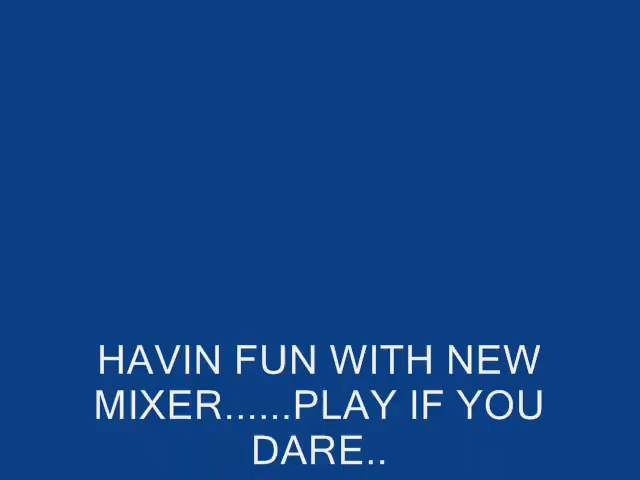 HAVIN FUN WITH NEW
MIXER......PLAY IF YOU
DARE..